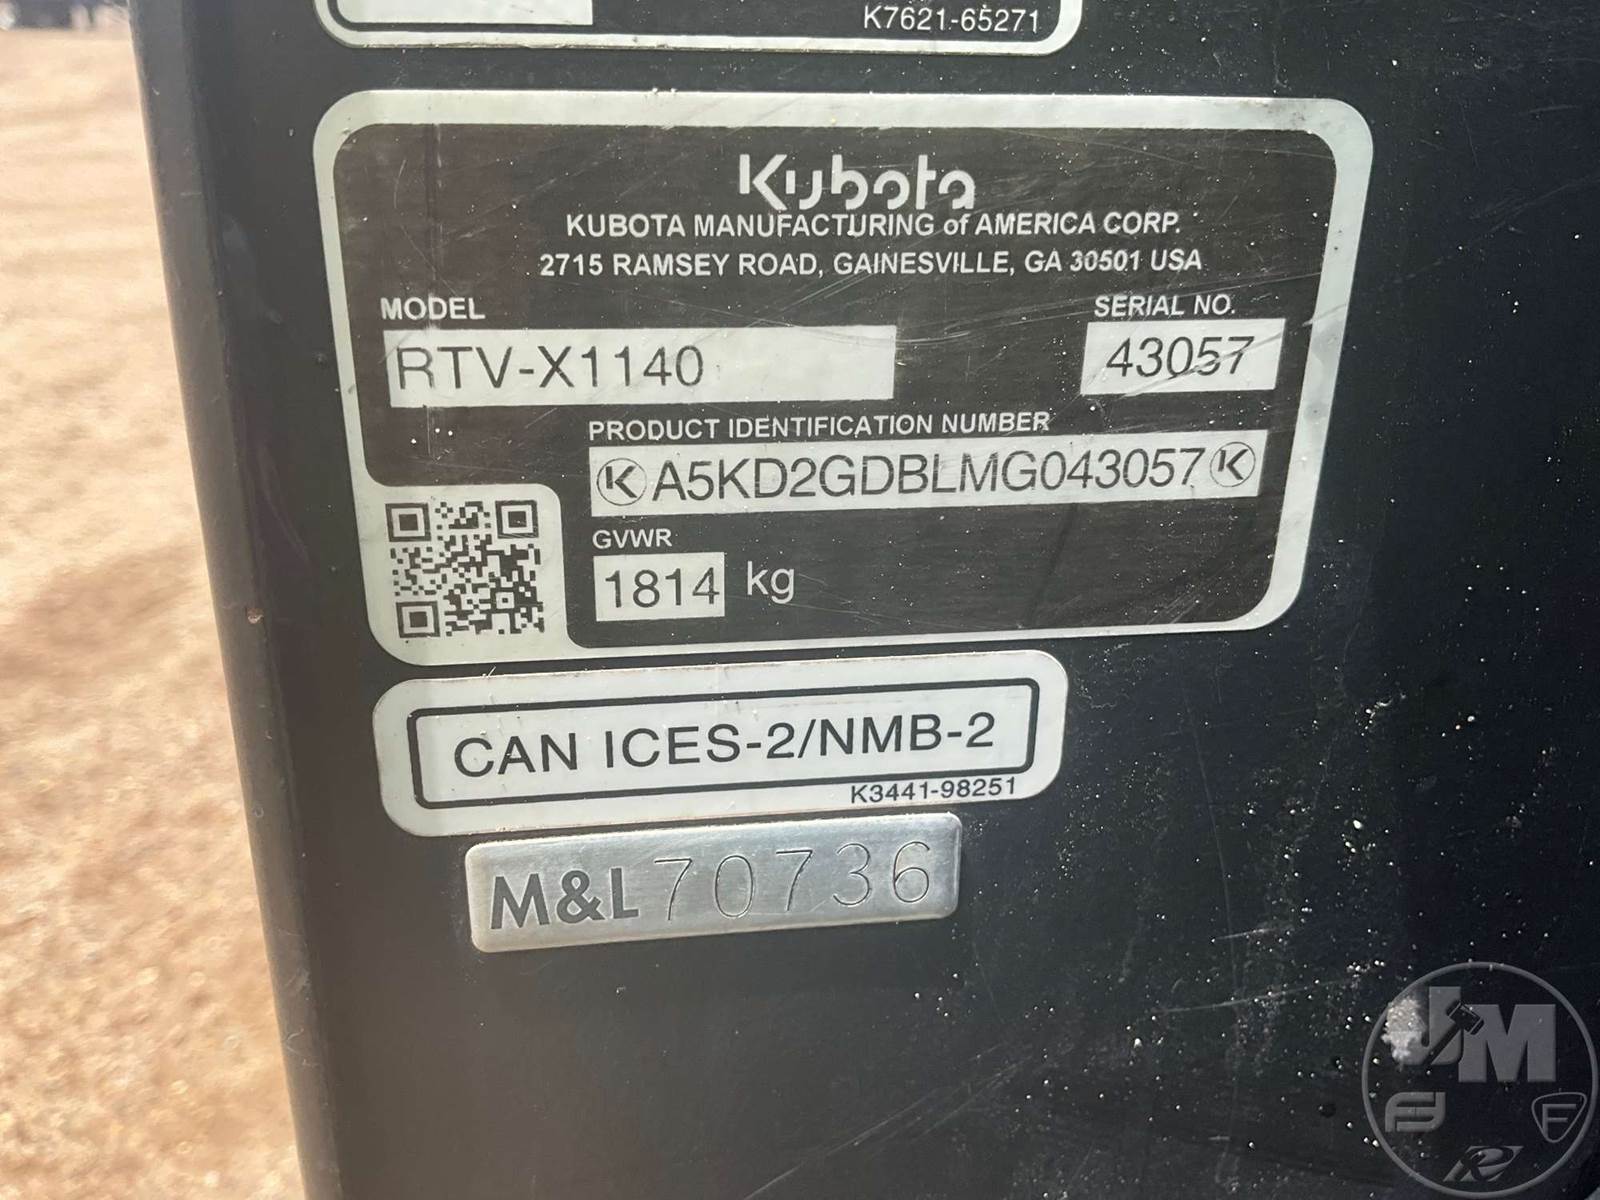 K7621-65271
Kubota
KUBOTA MANUFACTURING of AMERICA CORP.
2715 RAMSEY ROAD, GAINESVILLE, GA 30501 USA
MODEL
SERIAL NO.
RTV-X1140
43057
PRODUCT IDENTIFICATION NUMBER
K A5KD2GDBLMG043057 K
GVWR
1814 kg
CAN ICES-2/NMB-2
K3441-98251
M&L 70736
JM
F
R